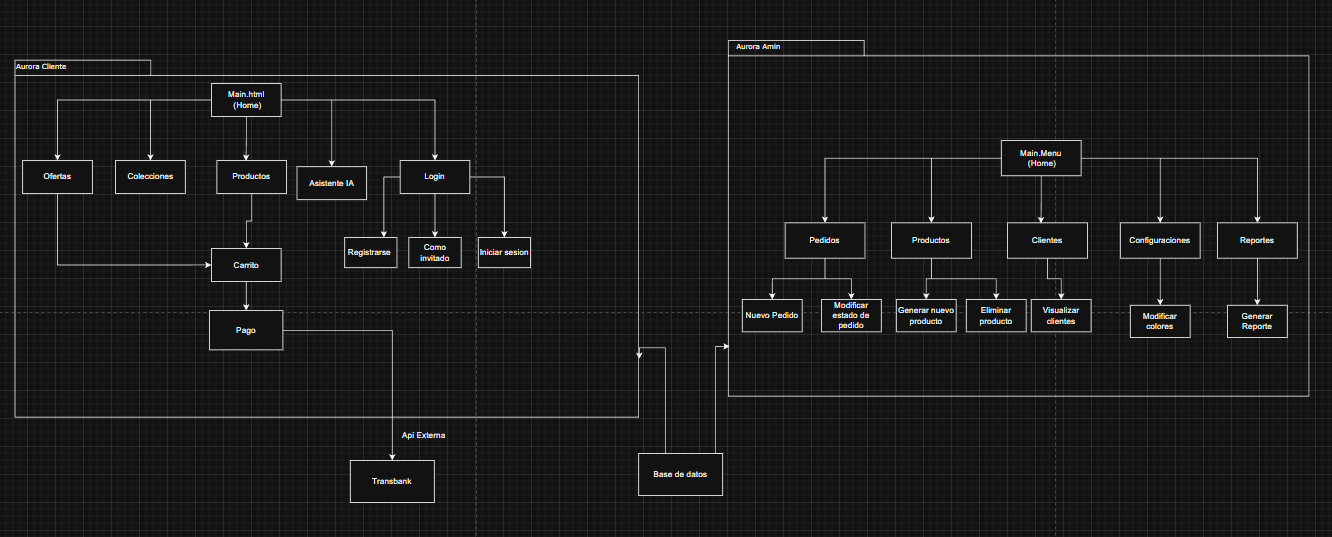 Aurora Amin
Aurora Cliente
Main.html
(Home)
Ofertas
Colecciones
Productos
Asistente IA
Login
Registrarse
Como
invitado
Iniciar sesion
Carrito
Pago
Api Externa
Transbank
Base de datos
Main.Menu
(Home)
Pedidos
Productos
Clientes
Configuraciones
Reportes
Nuevo Pedido
Modificar
estado de
pedido
Generar nuevo
producto
Eliminar
producto
Visualizar
clientes
Modificar
colores
Generar
Reporte